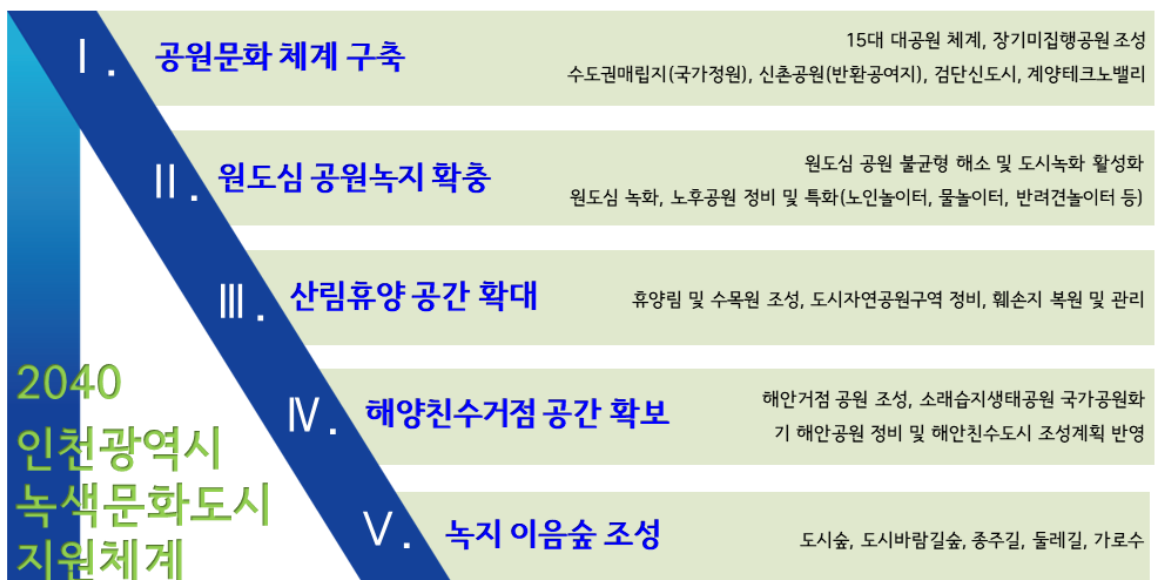 Ⅰ. 공원문화 체계 구축
15대 대공원 체계, 장기미집행공원 조성
수도권매립지(국가정원), 신촌공원(반환공여지), 검단신도시, 계양테크노밸리
Ⅱ. 원도심 공원녹지 확충
원도심 공원 불균형 해소 및 도시녹화 활성화
원도심 녹화, 노후공원 정비 및 특화(노인놀이터, 물놀이터, 반려견놀이터 등)
Ⅲ. 산림휴양 공간 확대
휴양림 및 수목원 조성, 도시자연공원구역 정비, 훼손지 복원 및 관리
Ⅳ. 해양친수거점 공간 확보
해안거점 공원 조성, 소래습지생태공원 국가공원화
기 해안공원 정비 및 해안친수도시 조성계획 반영
Ⅴ. 녹지 이음숲 조성
도시숲, 도시바람길숲, 종주길, 둘레길, 가로수
2040
인천광역시
녹색문화도시
지원체계